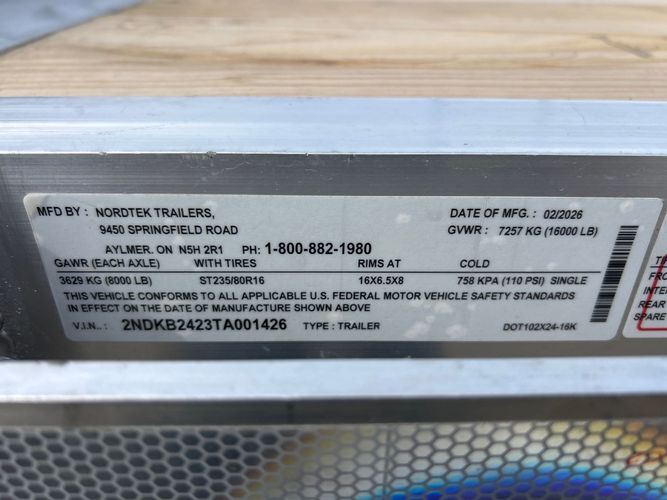 MFD BY : NORDTEK TRAILERS,
9450 SPRINGFIELD ROAD
AYLMER. ON N5H 2R1 PH: 1-800-882-1980
DATE OF MFG. : 02/2026
GVWR : 7257 KG (16000 LB)
GAWR (EACH AXLE) WITH TIRES RIMS AT COLD
3629 KG (8000 LB) ST235/80R16 16X6.5X8 758 KPA (110 PSI) SINGLE
THIS VEHICLE CONFORMS TO ALL APPLICABLE U.S. FEDERAL MOTOR VEHICLE SAFETY STANDARDS
IN EFFECT ON THE DATE OF MANUFACTURE SHOWN ABOVE
V.I.N.. : 2NDKB2423TA001426 TYPE : TRAILER DOT102X24-16K
REAR
SPARE